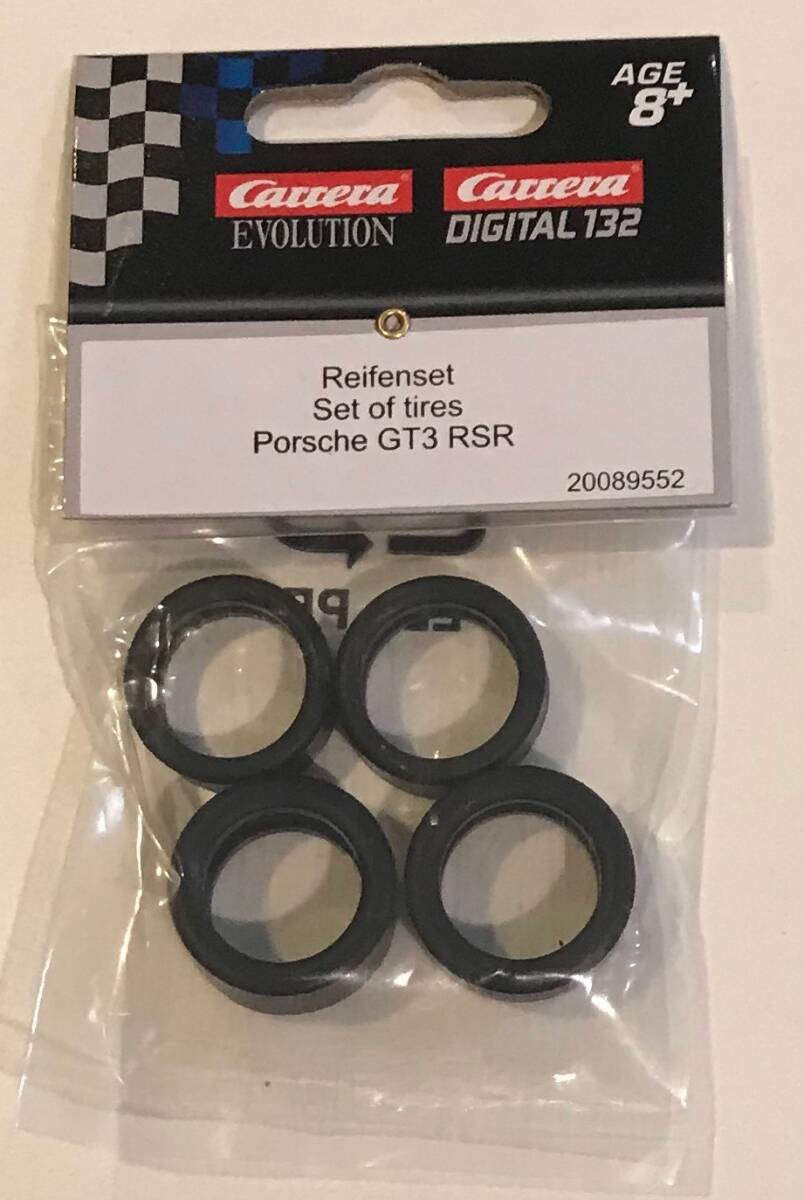 AGE
8+
Carrera®
EVOLUTION
Carrera®
DIGITAL 132
Reifenset
Set of tires
Porsche GT3 RSR
20089552